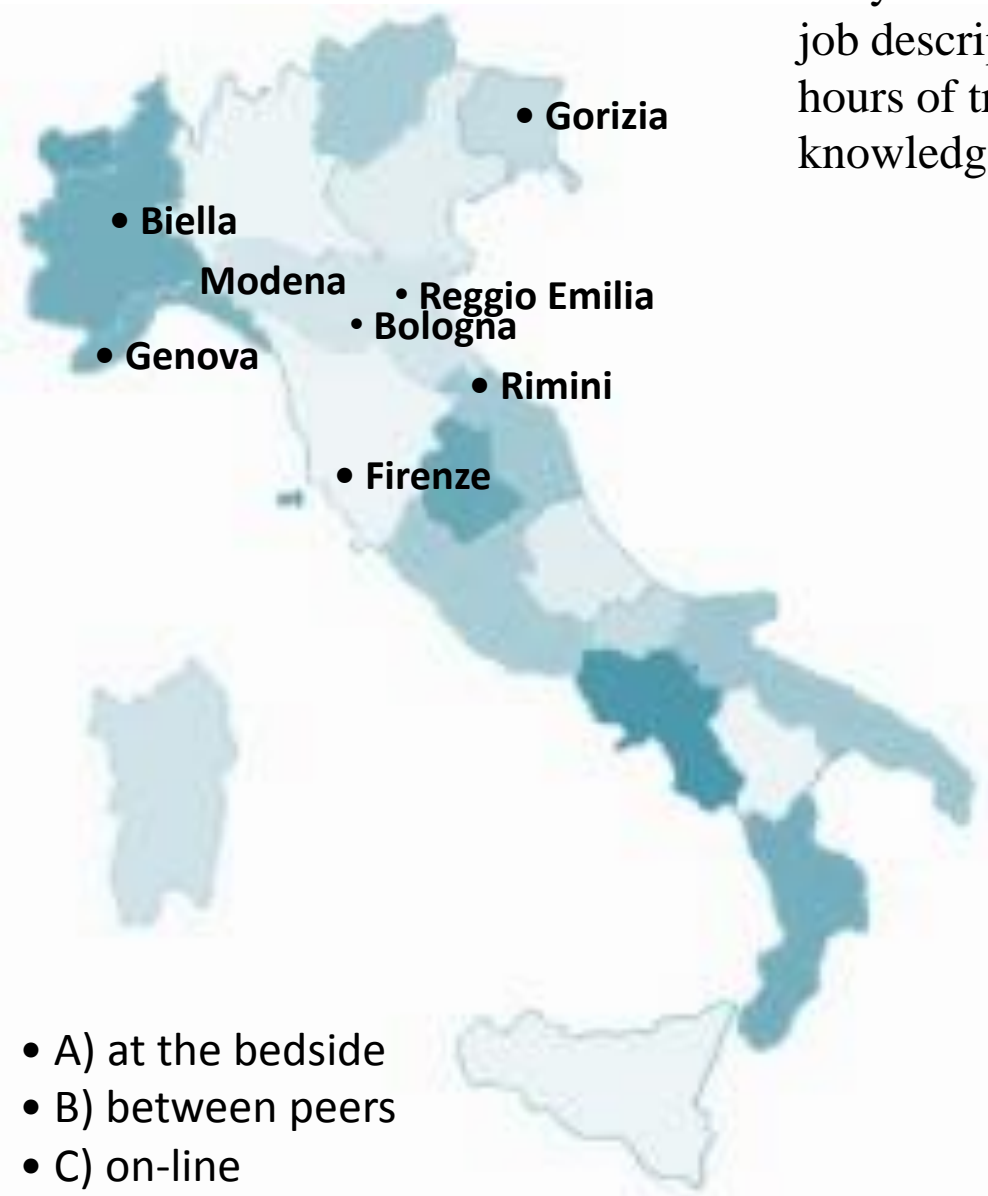 job descrip
hours of tr
knowledg
• Gorizia
• Biella
Modena
• Reggio Emilia
• Bologna
• Genova
• Rimini
• Firenze
• A) at the bedside
• B) between peers
• C) on-line